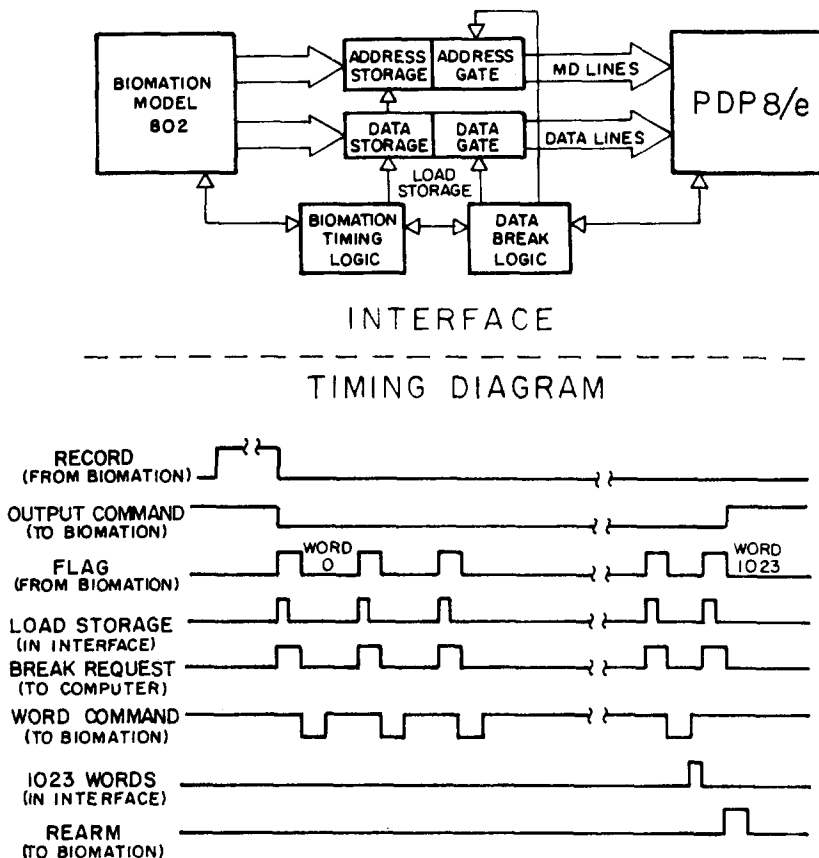 BIOMATION
MODEL
802
ADDRESS
STORAGE
ADDRESS
GATE
MD LINES
PDP8/e
DATA
STORAGE
DATA
GATE
DATA LINES
LOAD
STORAGE
BIOMATION
TIMING
LOGIC
DATA
BREAK
LOGIC
INTERFACE
TIMING DIAGRAM
RECORD
(FROM BIOMATION)
OUTPUT COMMAND
(TO BIOMATION)
FLAG
(FROM BIOMATION)
WORD
0
WORD
1023
LOAD STORAGE
(IN INTERFACE)
BREAK REQUEST
(TO COMPUTER)
WORD COMMAND
(TO BIOMATION)
1023 WORDS
(IN INTERFACE)
REARM
(TO BIOMATION)